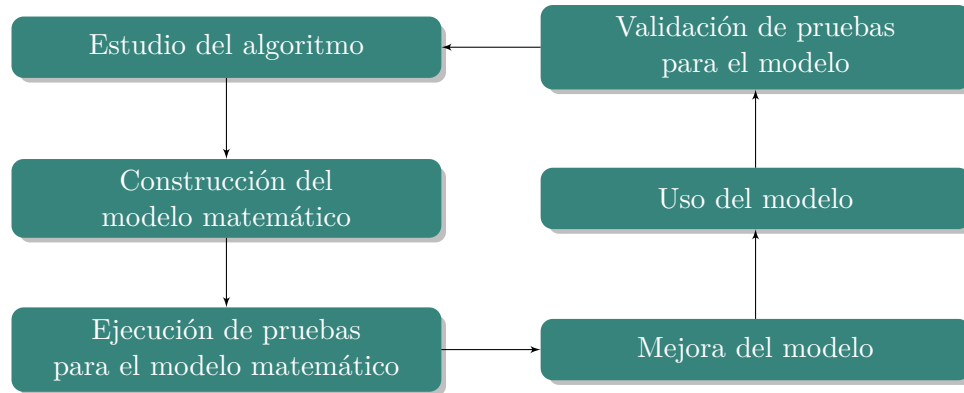 Estudio del algoritmo
Construcción del
modelo matemático
Ejecución de pruebas
para el modelo matemático
Mejora del modelo
Uso del modelo
Validación de pruebas
para el modelo